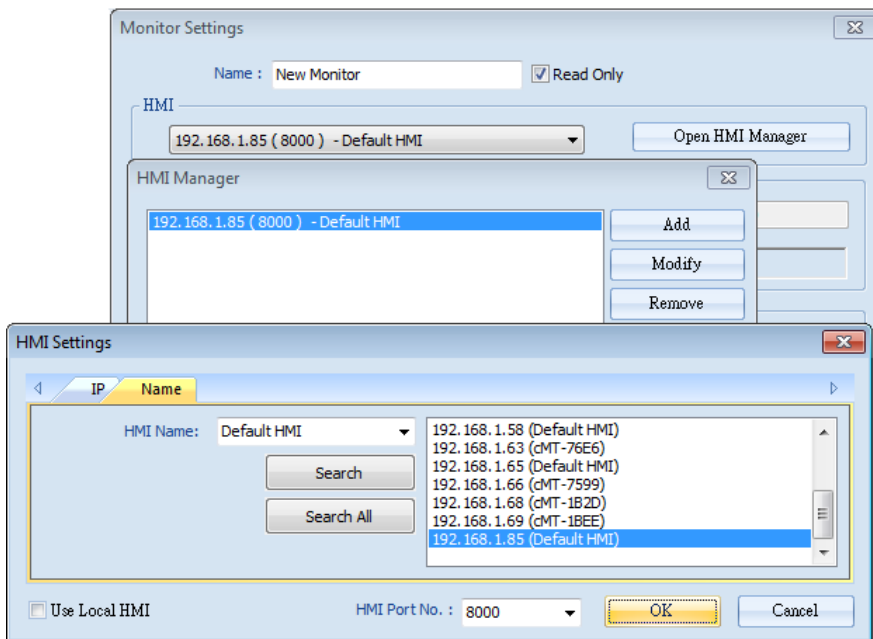 Monitor Settings
Name : New Monitor Read Only
HMI
192.168.1.85 ( 8000 ) - Default HMI Open HMI Manager
HMI Manager
192.168.1.85 ( 8000 ) - Default HMI
Add
Modify
Remove
HMI Settings
IP Name
HMI Name: Default HMI
Search
Search All
192.168.1.58 (Default HMI)
192.168.1.63 (cMT-76E6)
192.168.1.65 (Default HMI)
192.168.1.66 (cMT-7599)
192.168.1.68 (cMT-1B2D)
192.168.1.69 (cMT-1BEE)
192.168.1.85 (Default HMI)
Use Local HMI HMI Port No. : 8000 OK Cancel